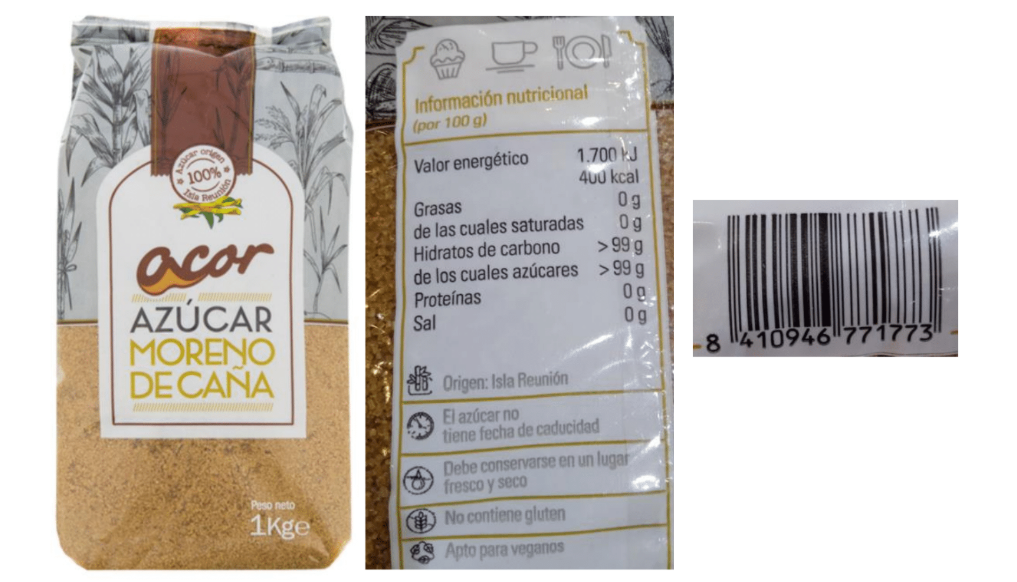 Azúcar origen
100%
Isla Reunión
acor
AZÚCAR
MORENO
DE CAÑA
Peso neto
1Kge
Información nutricional
(por 100 g)
Valor energético 1.700 kJ
400 kcal
Grasas 0 g
de las cuales saturadas 0 g
Hidratos de carbono > 99 g
de los cuales azúcares > 99 g
Proteínas 0 g
Sal 0 g
Origen: Isla Reunión
El azúcar no
tiene fecha de caducidad
Debe conservarse en un lugar
fresco y seco
No contiene gluten
Apto para veganos
8 410946 771773